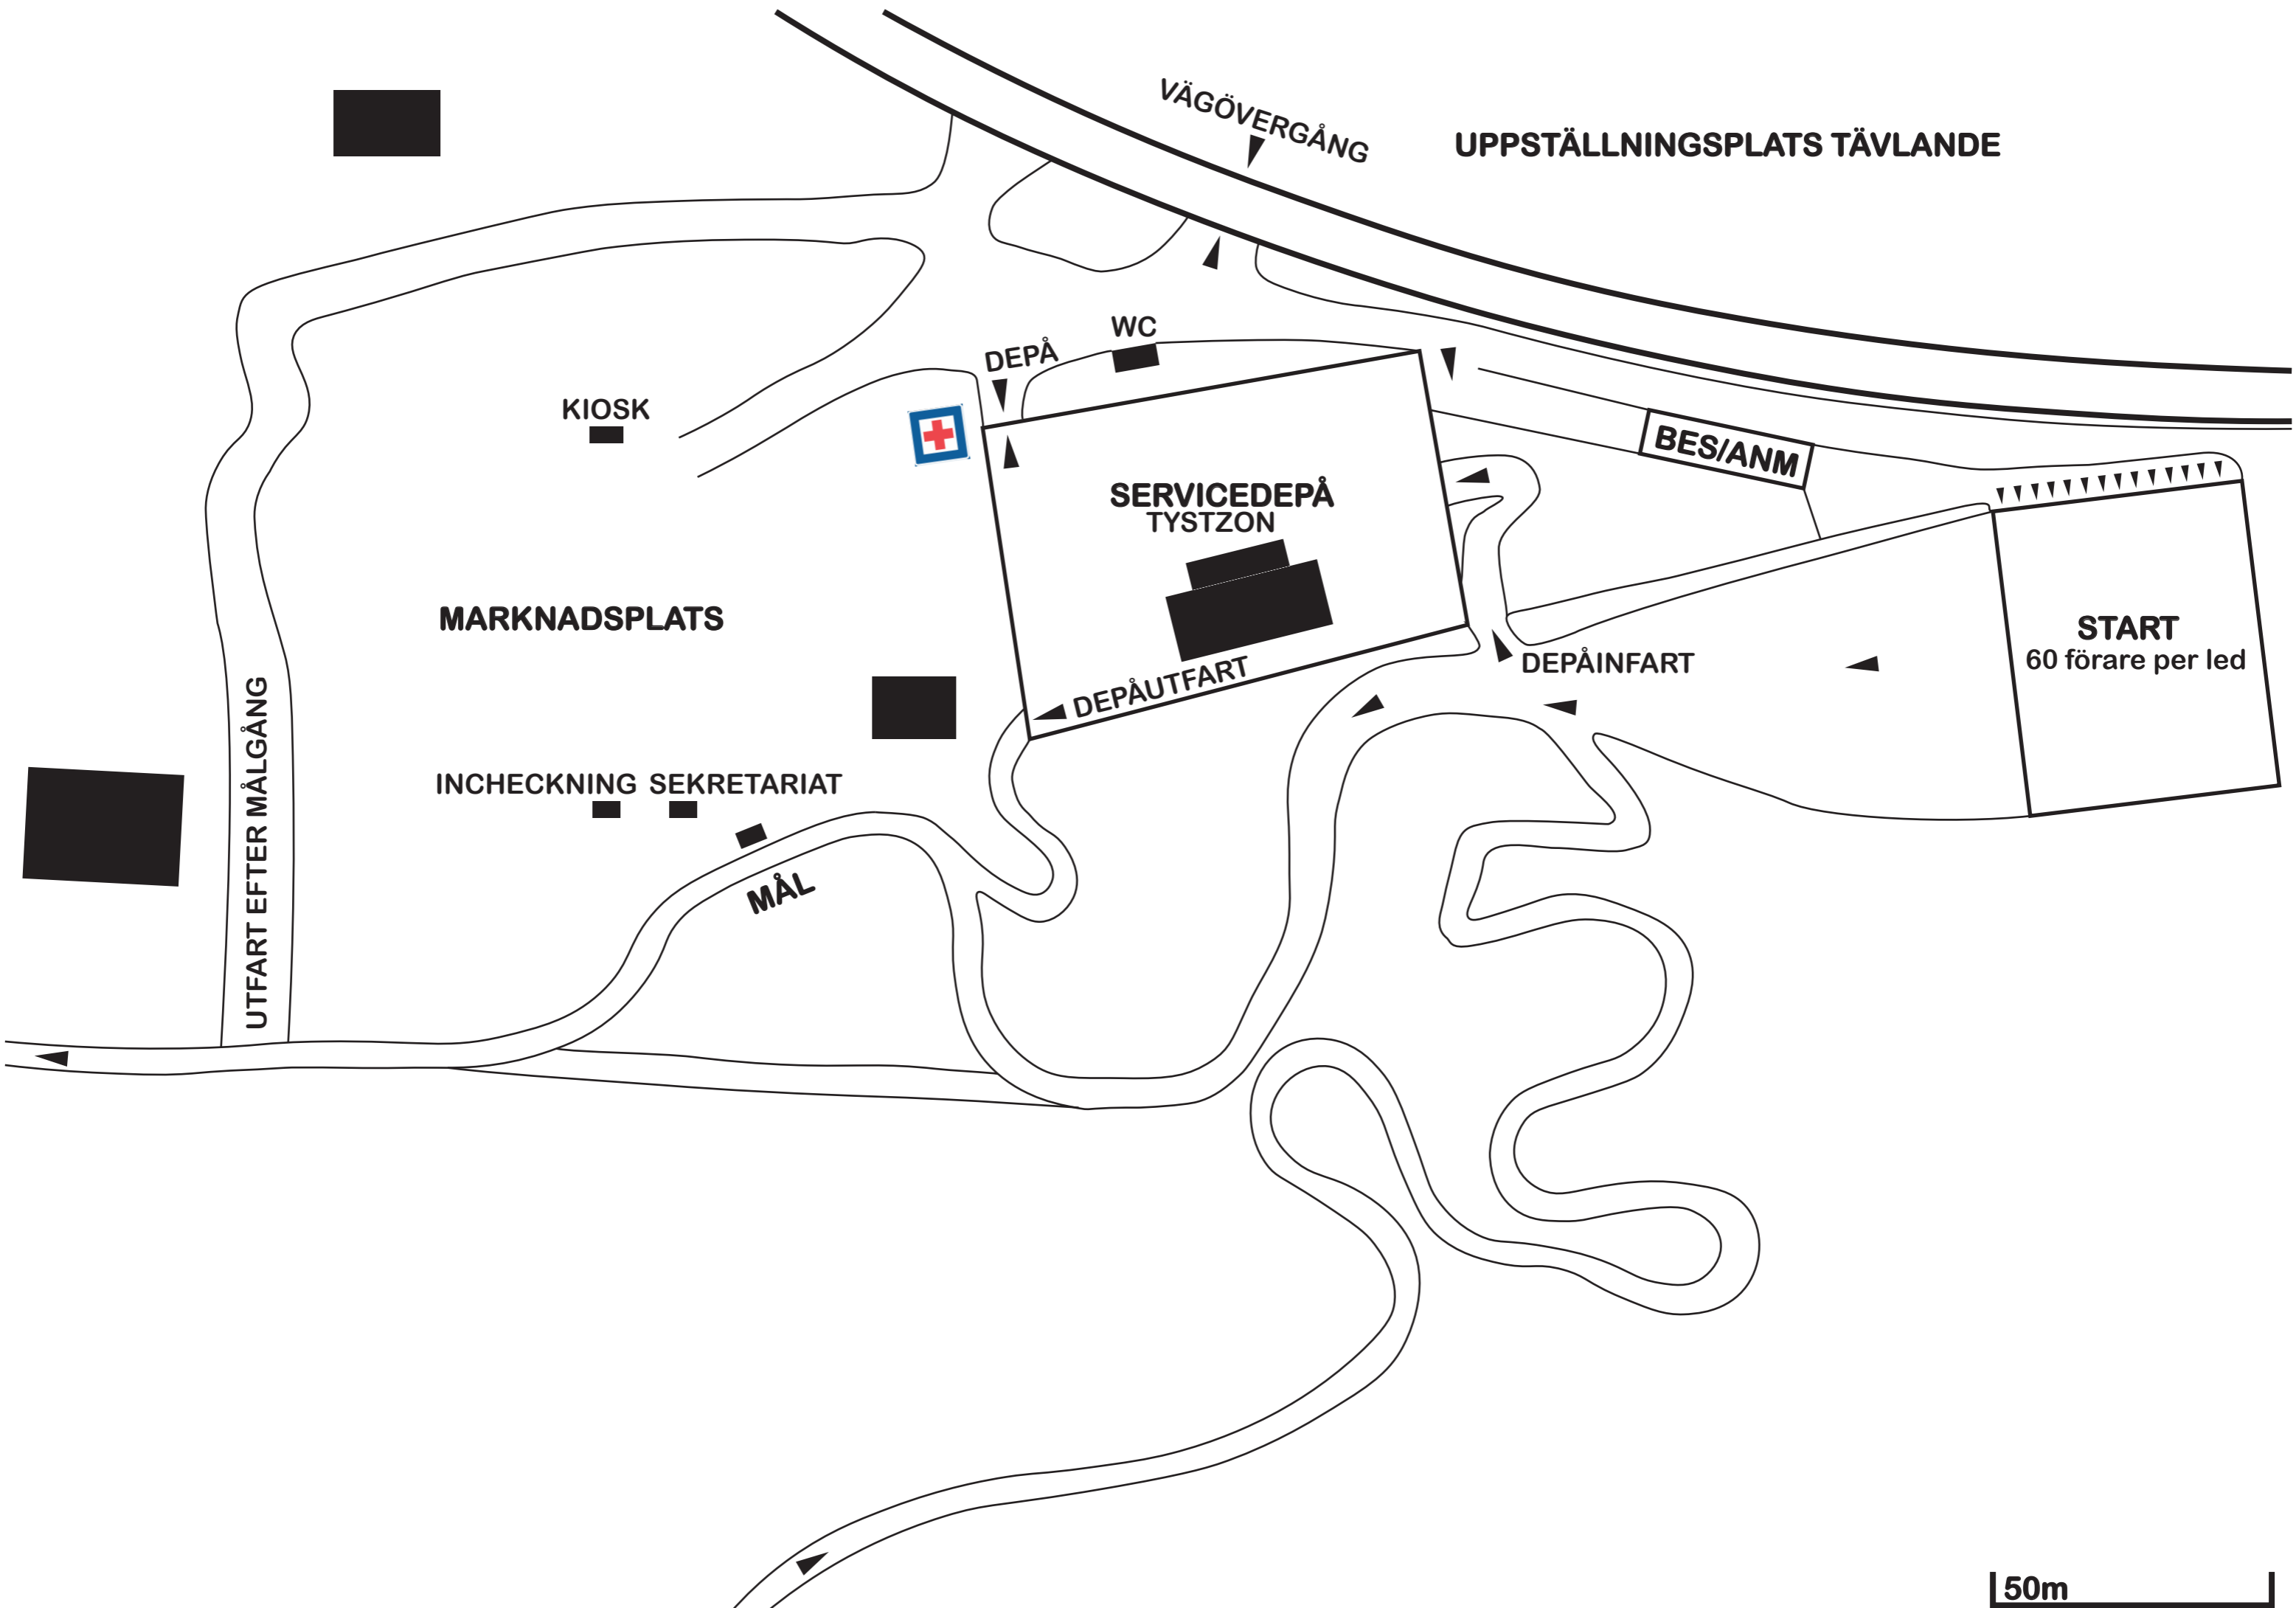 VÄGÖVERGÅNG
UPPSTÄLLNINGSPLATS TÄVLANDE
WC
DEPÅ
KIOSK
BES/ANM
SERVICEDEPÅ
TYSTZON
MARKNADSPLATS
START
60 förare per led
DEPÅINFART
DEPÅUTFART
INCHECKNING SEKRETARIAT
UTFART EFTER MÅLGÅNG
MÅL
50m